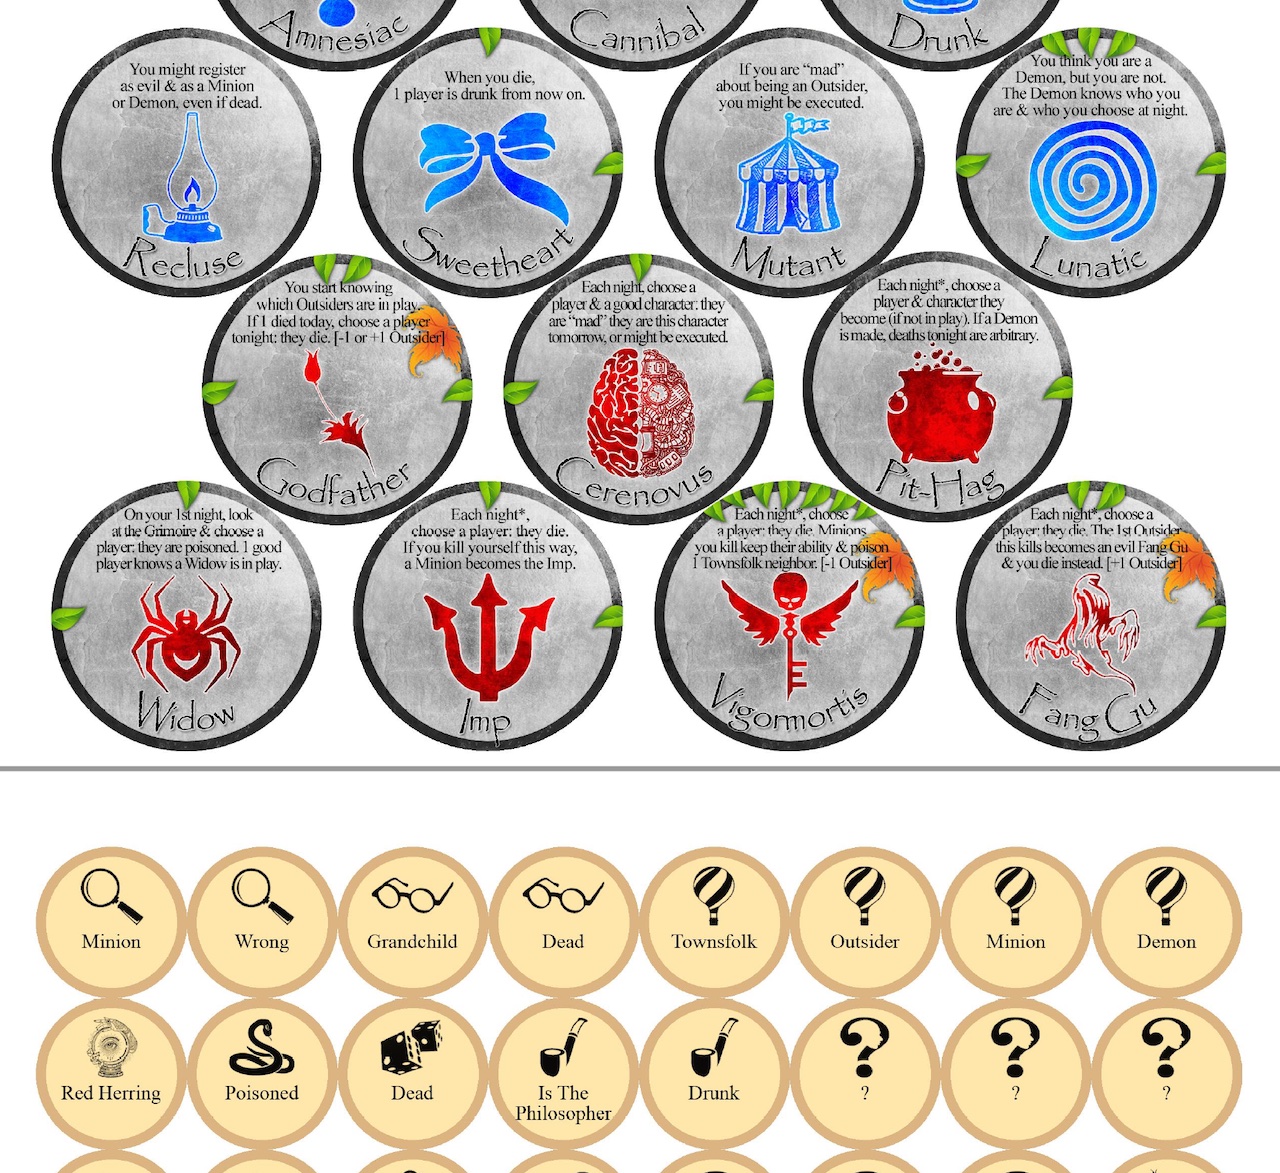 Amnesiac
Cannibal
Drunk
You might register
as evil & as a Minion
or Demon, even if dead.
Recluse
When you die,
1 player is drunk from now on.
Sweetheart
If you are “mad”
about being an Outsider,
you might be executed.
Mutant
You think you are a
Demon, but you are not.
The Demon knows who you
are & who you choose at night.
Lunatic
You start knowing
which Outsiders are in play.
If 1 died today, choose a player
tonight: they die. [-1 or +1 Outsider]
Godfather
Each night, choose a
player & a good character: they
are “mad” they are this character
tomorrow, or might be executed.
Cerenovus
Each night*, choose a
player & character they
become (if not in play). If a Demon
is made, deaths tonight are arbitrary.
Pit-Hag
On your 1st night, look
at the Grimoire & choose a
player: they are poisoned. 1 good
player knows a Widow is in play.
Widow
Each night*,
choose a player: they die.
If you kill yourself this way,
a Minion becomes the Imp.
Imp
Each night*, choose
a player: they die. Minions
you kill keep their ability & poison
1 Townsfolk neighbor. [-1 Outsider]
Vigormortis
Each night*, choose a
player: they die. The 1st Outsider
this kills becomes an evil Fang Gu
& you die instead. [+1 Outsider]
Fang Gu
Minion
Wrong
Grandchild
Dead
Townsfolk
Outsider
Minion
Demon
Red Herring
Poisoned
Dead
Is The
Philosopher
Drunk
?
?
?